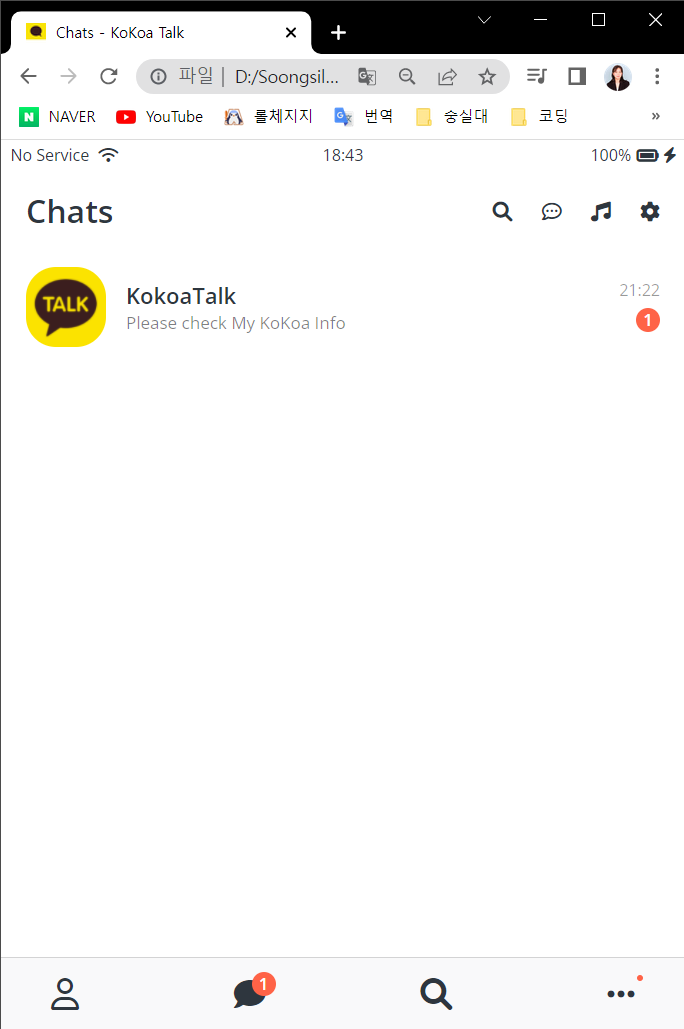 Chats - KoKoa Talk
파일 | D:/Soongsil...
NAVER YouTube 롤체지지 번역 숭실대 코딩 »
No Service 18:43 100%
Chats
TALK
KokoaTalk 21:22
Please check My KoKoa Info 1
1